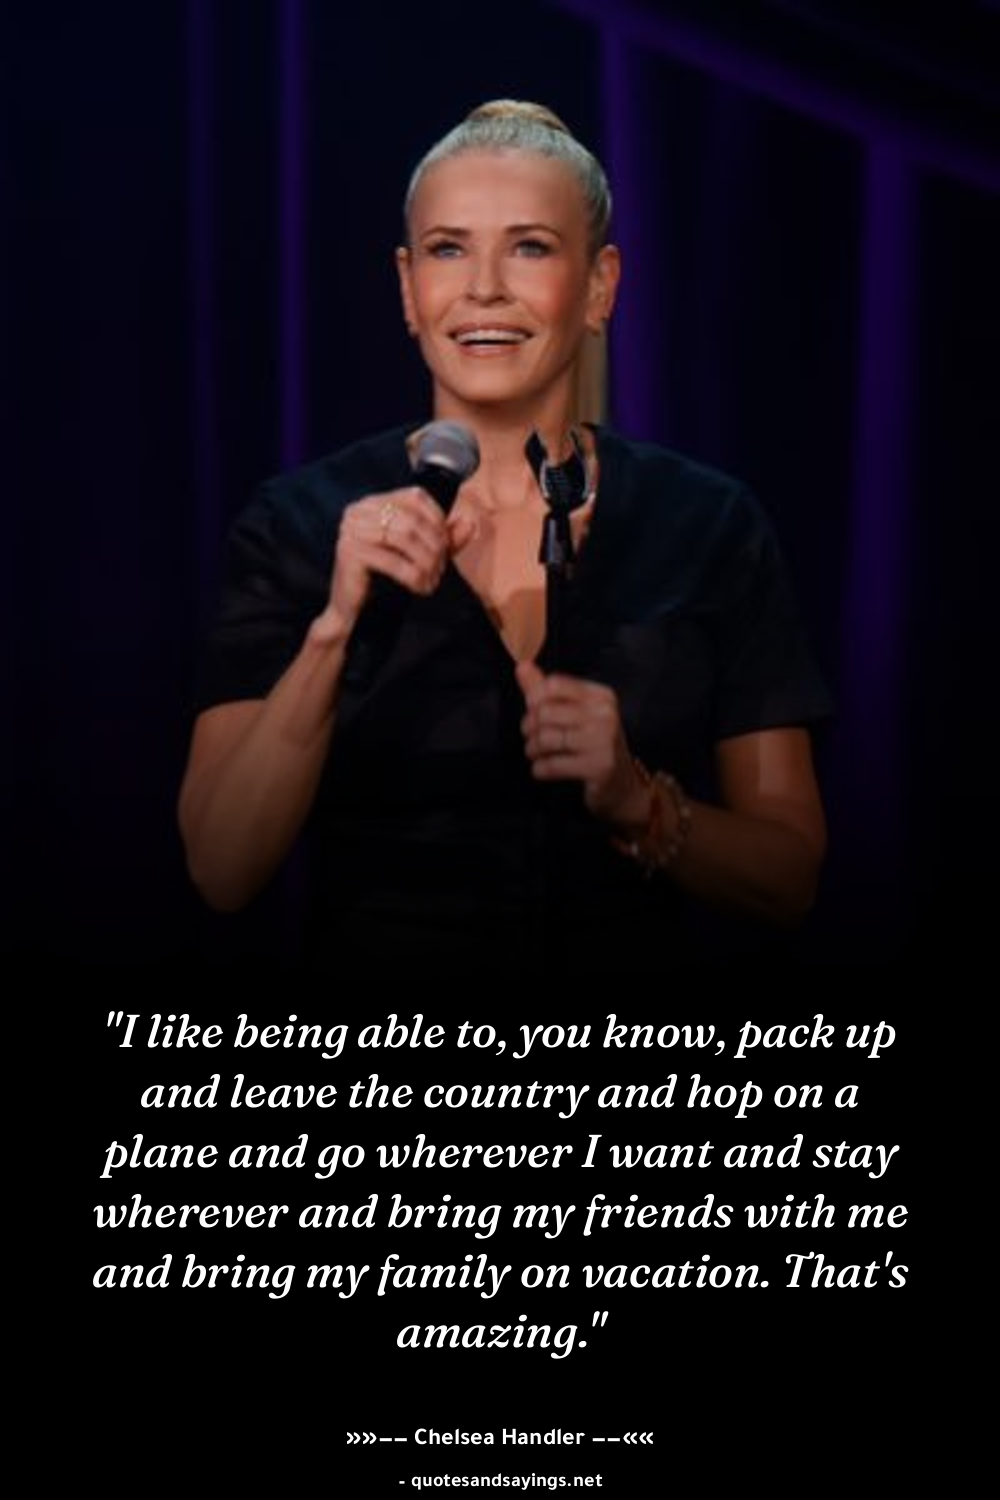 "I like being able to, you know, pack up
and leave the country and hop on a
plane and go wherever I want and stay
wherever and bring my friends with me
and bring my family on vacation. That's
amazing."
»»−− Chelsea Handler −−««
- quotesandsayings.net